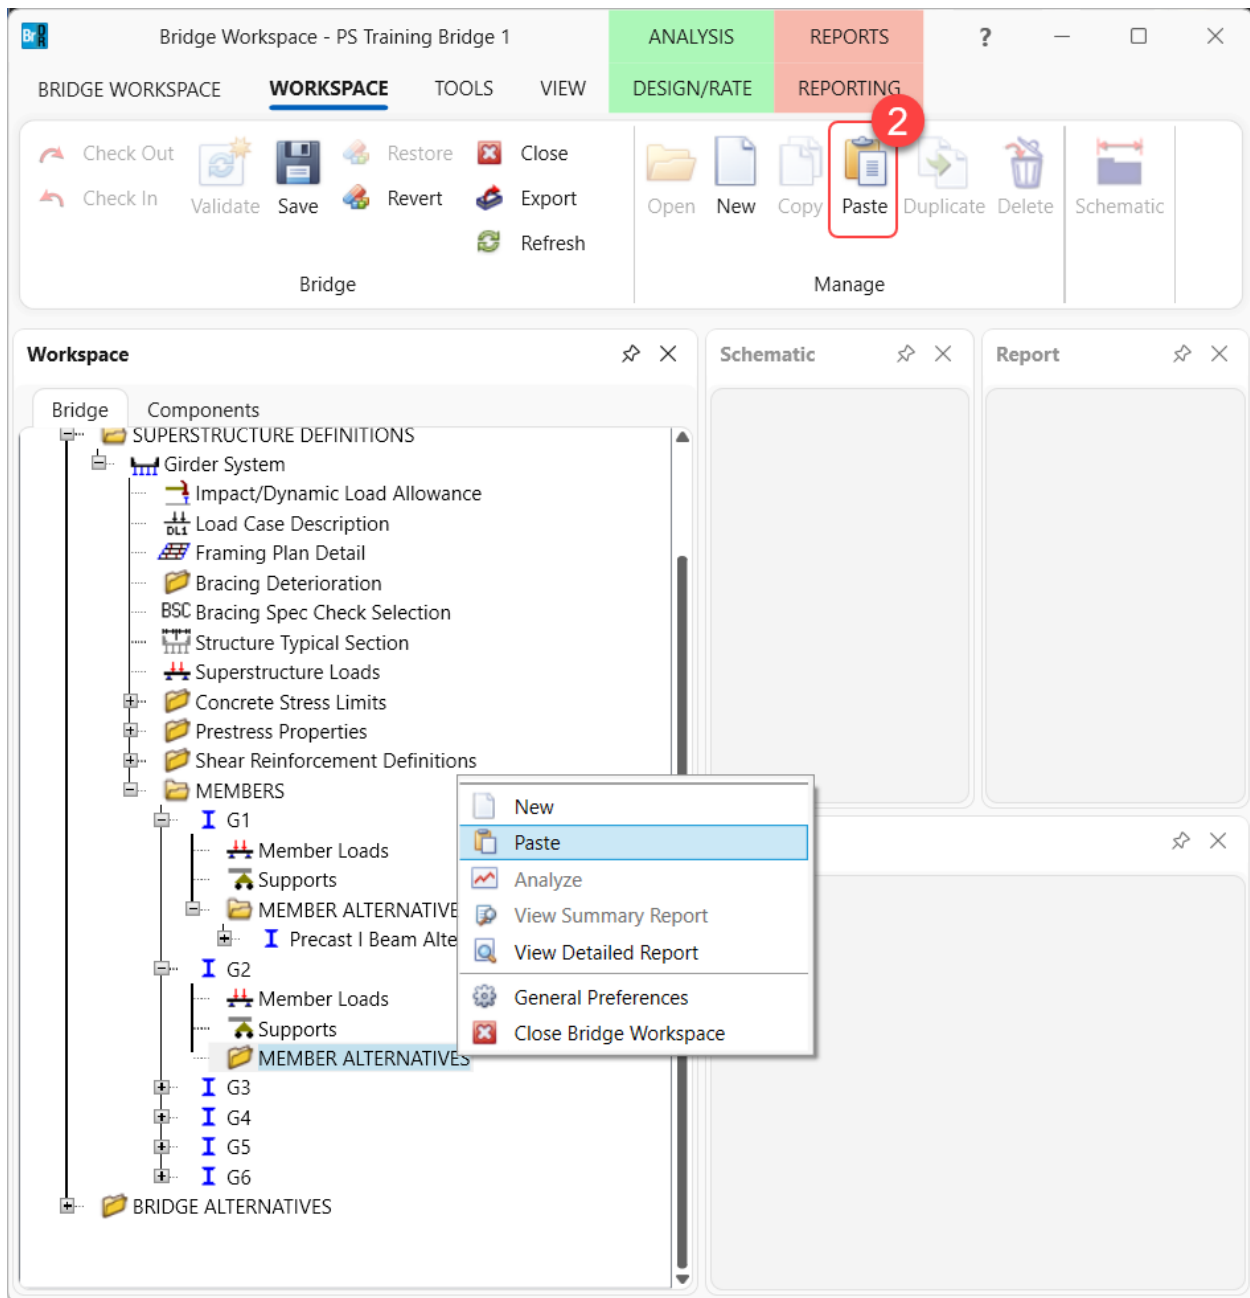 Br DR Bridge Workspace - PS Training Bridge 1 ANALYSIS REPORTS ?
BRIDGE WORKSPACE WORKSPACE TOOLS VIEW DESIGN/RATE REPORTING
2
Check Out Restore Close
Check In Validate Save Revert Export Open New Copy Paste Duplicate Delete Schematic
Refresh
Bridge Manage
Workspace Schematic Report
Bridge Components
SUPERSTRUCTURE DEFINITIONS
Girder System
Impact/Dynamic Load Allowance
DL1 Load Case Description
Framing Plan Detail
Bracing Deterioration
BSC Bracing Spec Check Selection
Structure Typical Section
Superstructure Loads
Concrete Stress Limits
Prestress Properties
Shear Reinforcement Definitions
MEMBERS
G1
Member Loads
Supports
MEMBER ALTERNATIVE
Precast I Beam Alte
G2
Member Loads
Supports
MEMBER ALTERNATIVES
G3
G4
G5
G6
BRIDGE ALTERNATIVES
New
Paste
Analyze
View Summary Report
View Detailed Report
General Preferences
Close Bridge Workspace